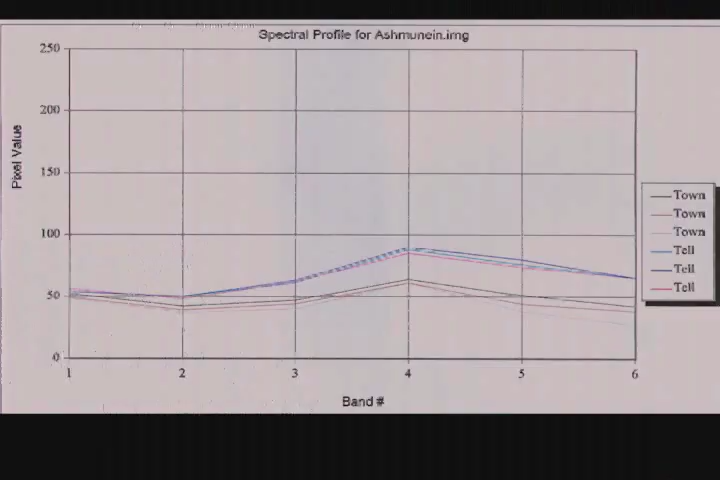 Spectral Profile for Ashmunein.img
250
200
150
100
50
0
Pixel Value
1 2 3 4 5 6
Band #
Town
Town
Town
Tell
Tell
Tell